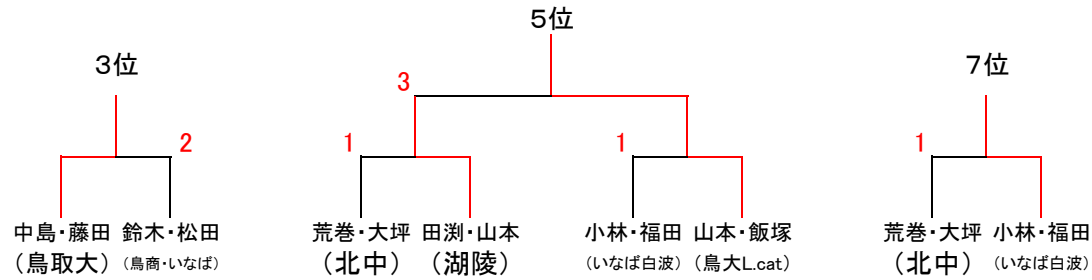 5位
3位
7位
3
2
1
1
1
中島・藤田 鈴木・松田
(鳥取大) (鳥商・いなば)
荒巻・大坪 田渕・山本
(北中) (湖陵)
小林・福田 山本・飯塚
(いなば白波) (鳥大L.cat)
荒巻・大坪 小林・福田
(北中) (いなば白波)